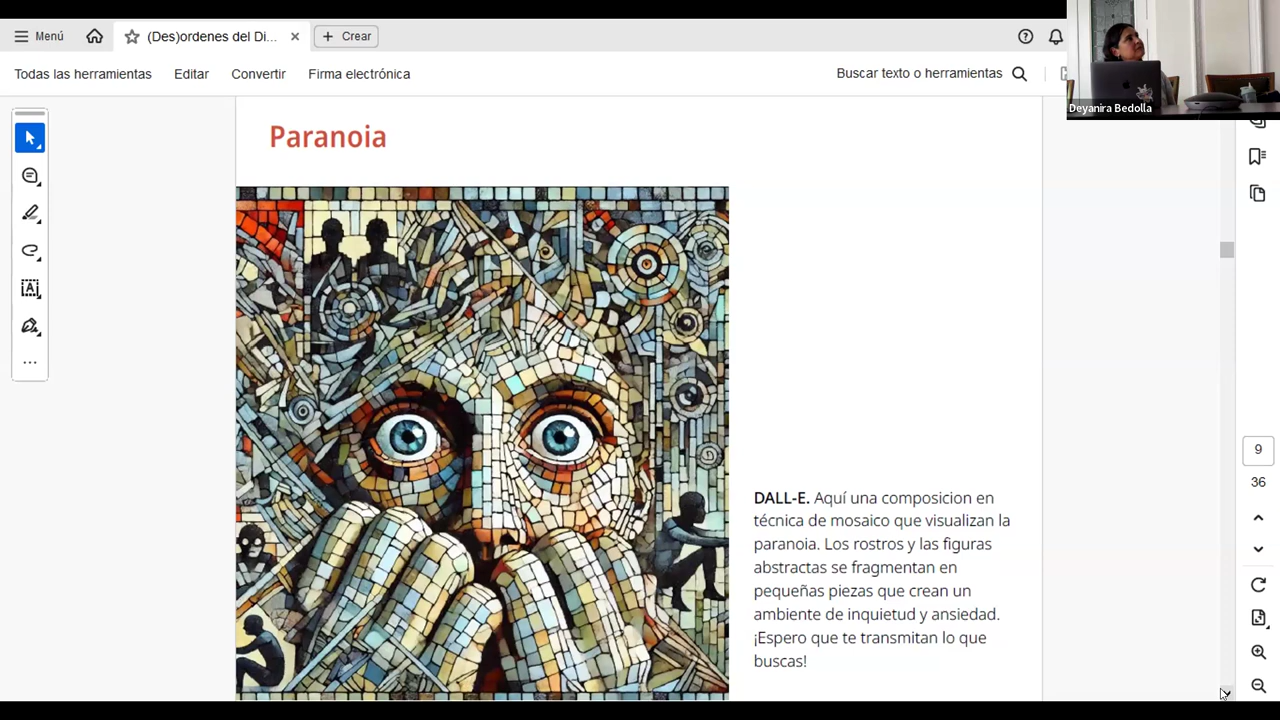 Menú
(Des)ordenes del Di...
Crear
Todas las herramientas
Editar
Convertir
Firma electrónica
Buscar texto o herramientas
Deyanira Bedolla
Paranoia
DALL-E. Aquí una composicion en
técnica de mosaico que visualizan la
paranoia. Los rostros y las figuras
abstractas se fragmentan en
pequeñas piezas que crean un
ambiente de inquietud y ansiedad.
¡Espero que te transmitan lo que
buscas!
9
36